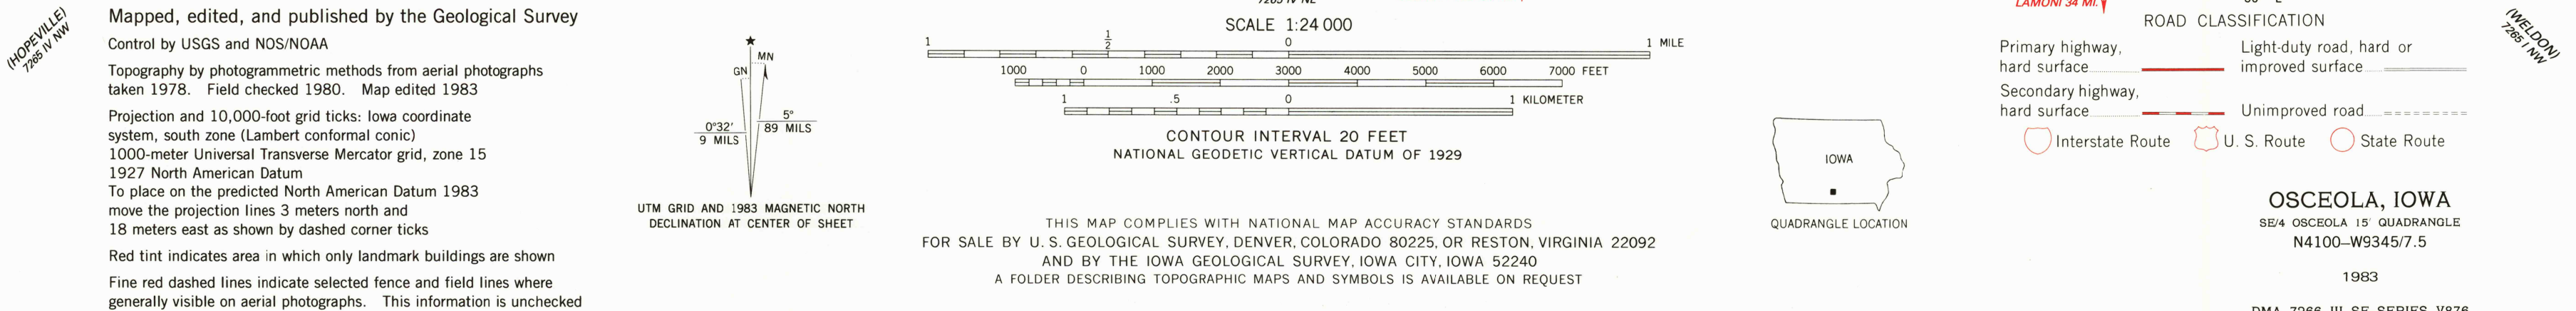 (HOPEVILLE)
7265 IV NW
Mapped, edited, and published by the Geological Survey
Control by USGS and NOS/NOAA
Topography by photogrammetric methods from aerial photographs
taken 1978. Field checked 1980. Map edited 1983
Projection and 10,000-foot grid ticks: Iowa coordinate
system, south zone (Lambert conformal conic)
1000-meter Universal Transverse Mercator grid, zone 15
1927 North American Datum
To place on the predicted North American Datum 1983
move the projection lines 3 meters north and
18 meters east as shown by dashed corner ticks
Red tint indicates area in which only landmark buildings are shown
Fine red dashed lines indicate selected fence and field lines where
generally visible on aerial photographs. This information is unchecked
★
MN
GN
5°
89 MILS
0°32′
9 MILS
UTM GRID AND 1983 MAGNETIC NORTH
DECLINATION AT CENTER OF SHEET
7265 IV NE
SCALE 1:24 000
1 1/2 0 1 MILE
1000 0 1000 2000 3000 4000 5000 6000 7000 FEET
1 .5 0 1 KILOMETER
CONTOUR INTERVAL 20 FEET
NATIONAL GEODETIC VERTICAL DATUM OF 1929
THIS MAP COMPLIES WITH NATIONAL MAP ACCURACY STANDARDS
FOR SALE BY U. S. GEOLOGICAL SURVEY, DENVER, COLORADO 80225, OR RESTON, VIRGINIA 22092
AND BY THE IOWA GEOLOGICAL SURVEY, IOWA CITY, IOWA 52240
A FOLDER DESCRIBING TOPOGRAPHIC MAPS AND SYMBOLS IS AVAILABLE ON REQUEST
IOWA
QUADRANGLE LOCATION
LAMONI 34 MI.
ROAD CLASSIFICATION
Primary highway,
hard surface
Light-duty road, hard or
improved surface
Secondary highway,
hard surface
Unimproved road
Interstate Route
U. S. Route
State Route
(WELDON)
7265 I NW
OSCEOLA, IOWA
SE/4 OSCEOLA 15′ QUADRANGLE
N4100—W9345/7.5
1983
DMA 7266 III SE-SERIES V876